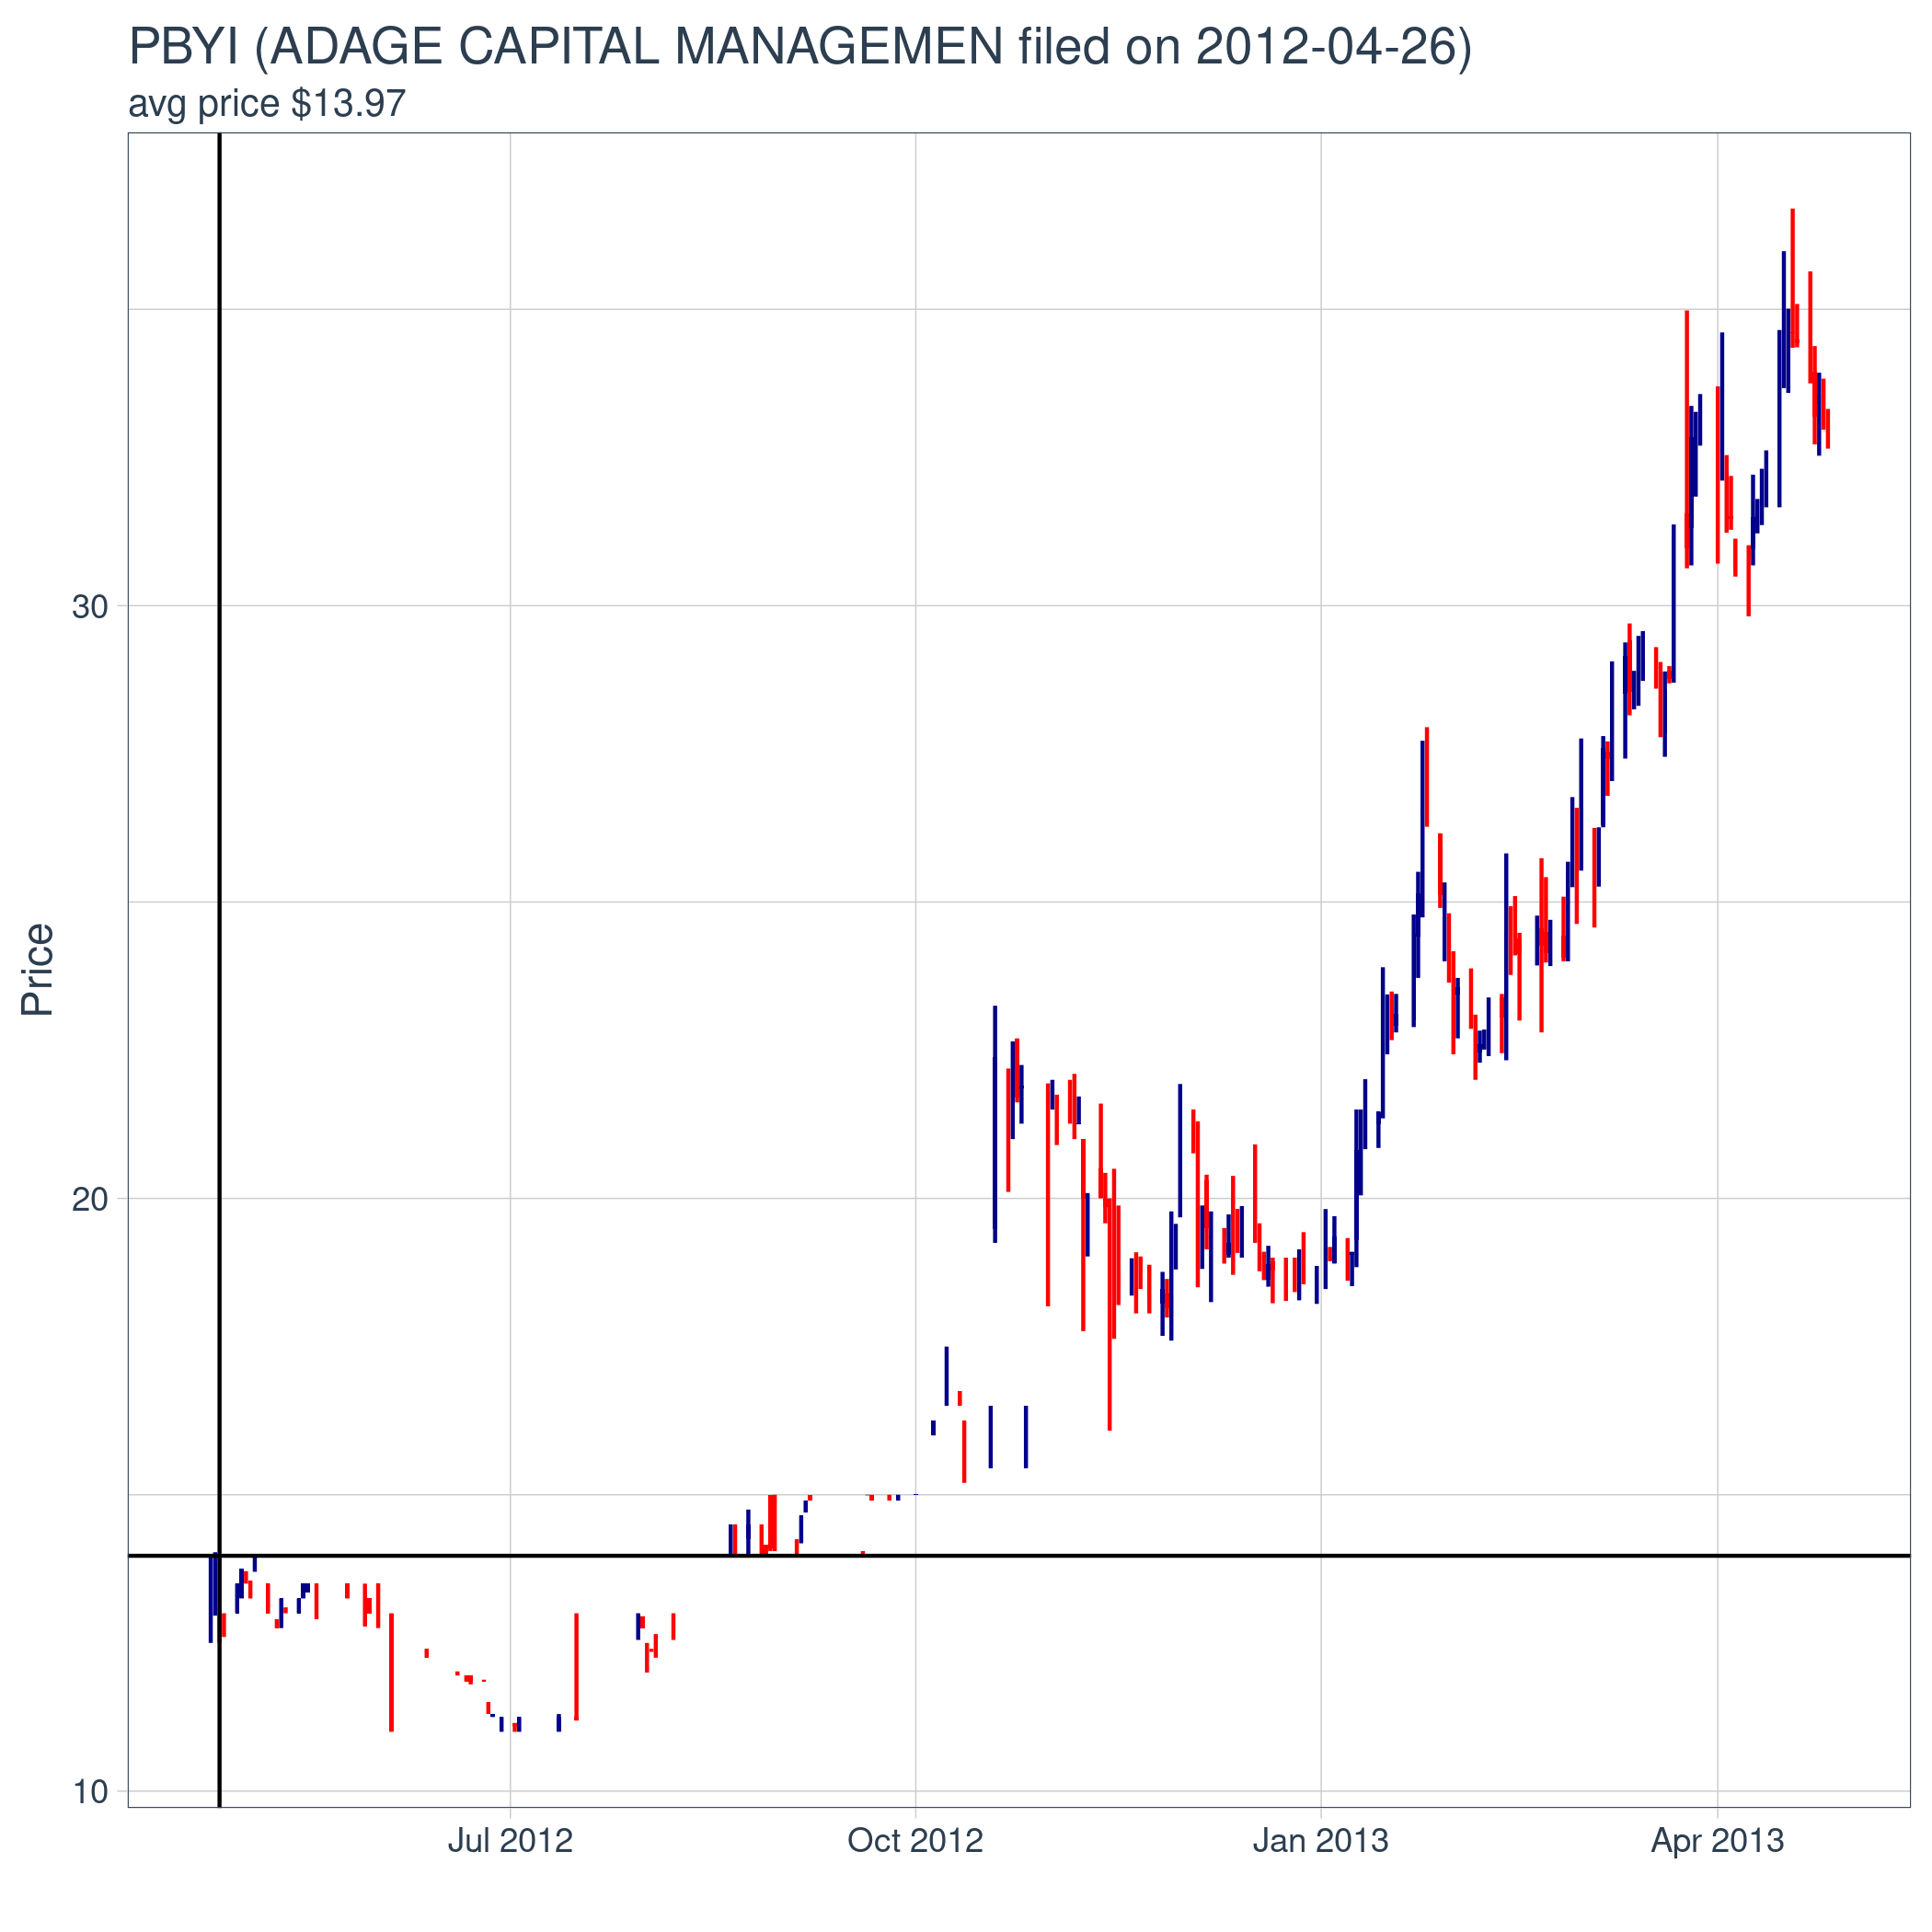 PBYI (ADAGE CAPITAL MANAGEMEN filed on 2012-04-26)
avg price $13.97
Price
30
20
10
Jul 2012 Oct 2012 Jan 2013 Apr 2013